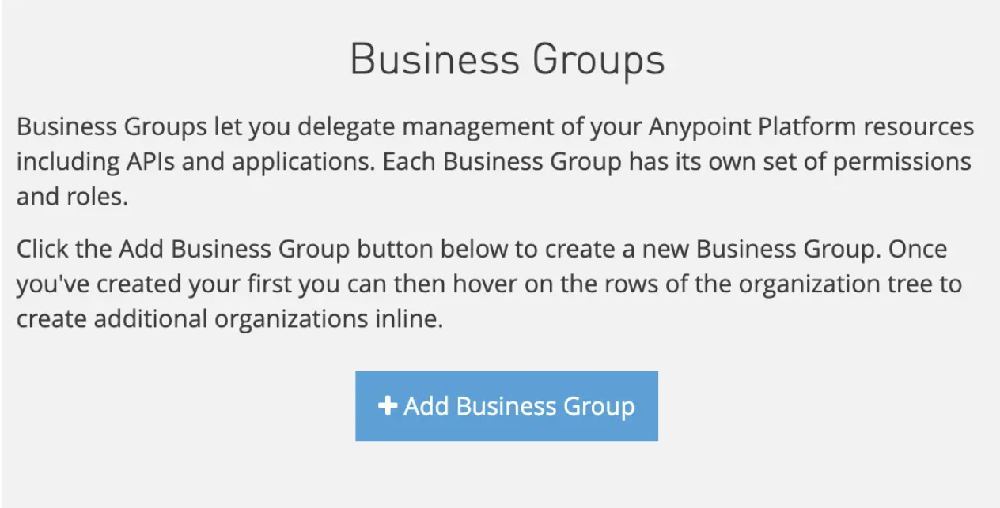 Business Groups
Business Groups let you delegate management of your Anypoint Platform resources
including APIs and applications. Each Business Group has its own set of permissions
and roles.
Click the Add Business Group button below to create a new Business Group. Once
you've created your first you can then hover on the rows of the organization tree to
create additional organizations inline.
+ Add Business Group